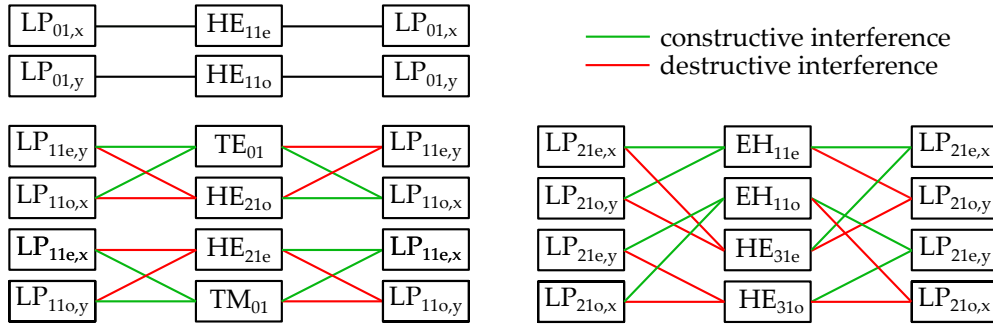 LP01,x HE11e LP01,x
LP01,y HE11o LP01,y
constructive interference
destructive interference
LP11e,y TE01 LP11e,y
LP11o,x HE21o LP11o,x
LP11e,x HE21e LP11e,x
LP11o,y TM01 LP11o,y
LP21e,x EH11e LP21e,x
LP21o,y EH11o LP21o,y
LP21e,y HE31e LP21e,y
LP21o,x HE31o LP21o,x